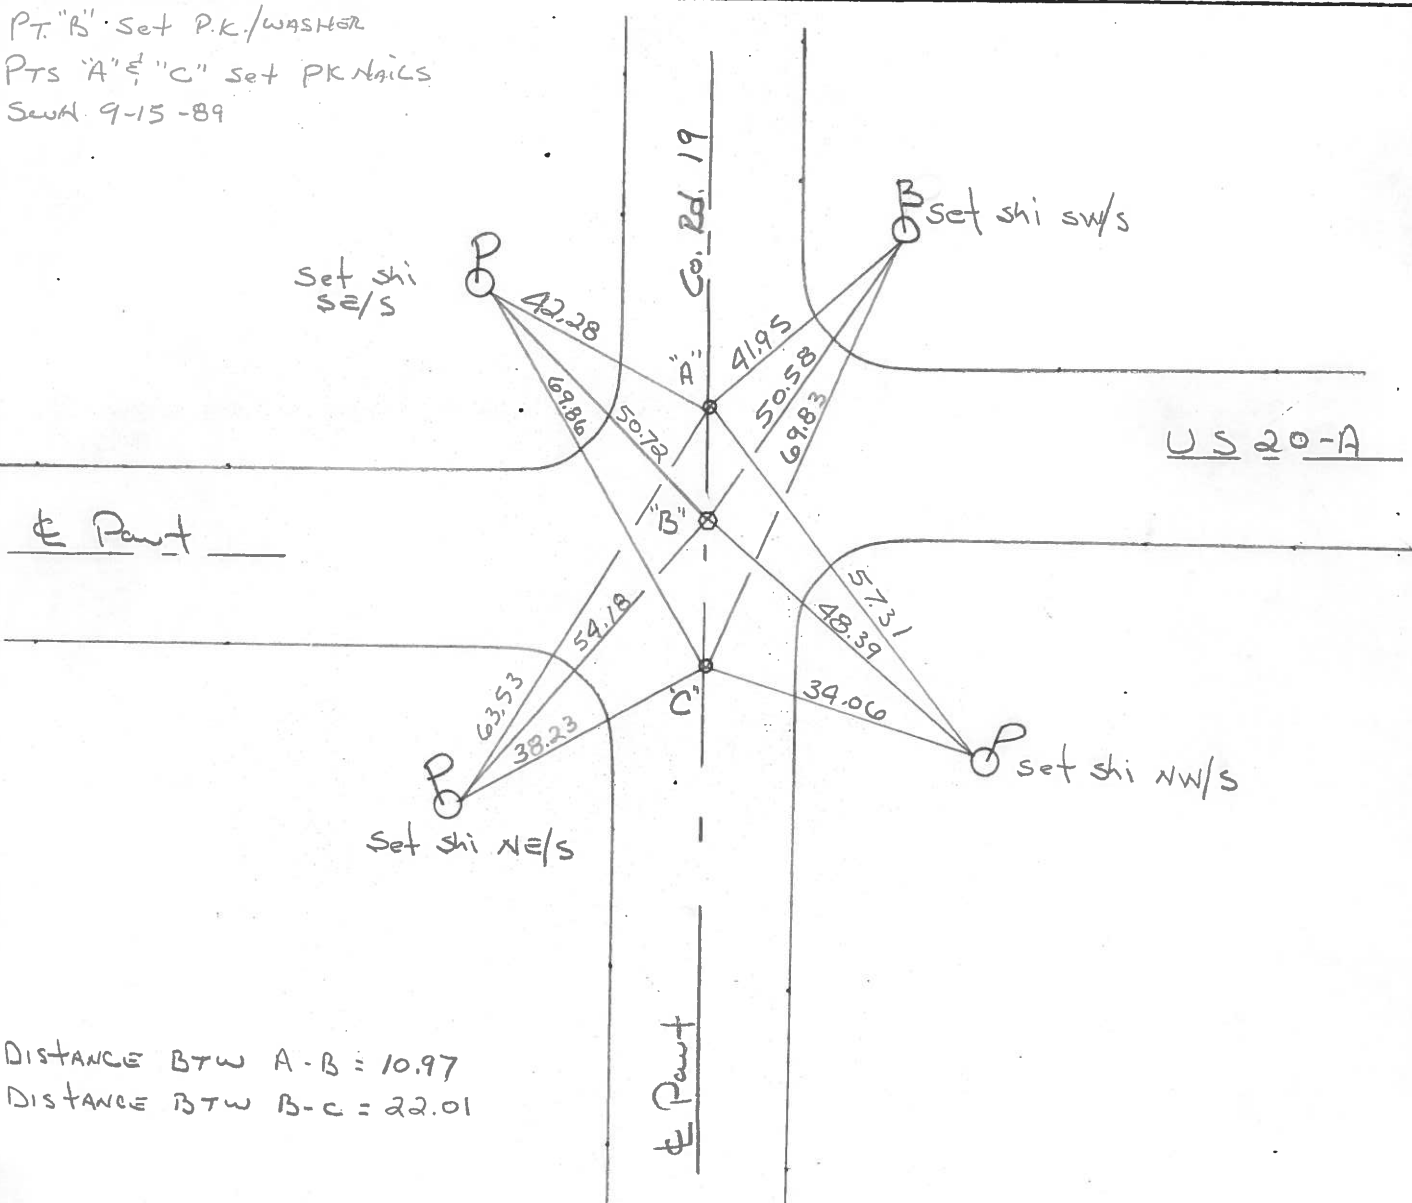 PT. "B" Set P.K./WASHER
PTS "A" & "C" Set PK NAILS
9-15-89
Co. Rd. 19
B
Set shi SW/S
P
Set shi
SE/S
42.28
41.95
"A"
50.58
69.83
69.86
50.72
US 20-A
"B"
℄ Pav't
57.31
54.18
48.39
"C"
34.06
63.53
38.23
P
Set shi NW/S
P
Set shi NE/S
℄ Pav't
DISTANCE BTW A-B = 10.97
DISTANCE BTW B-C = 22.01